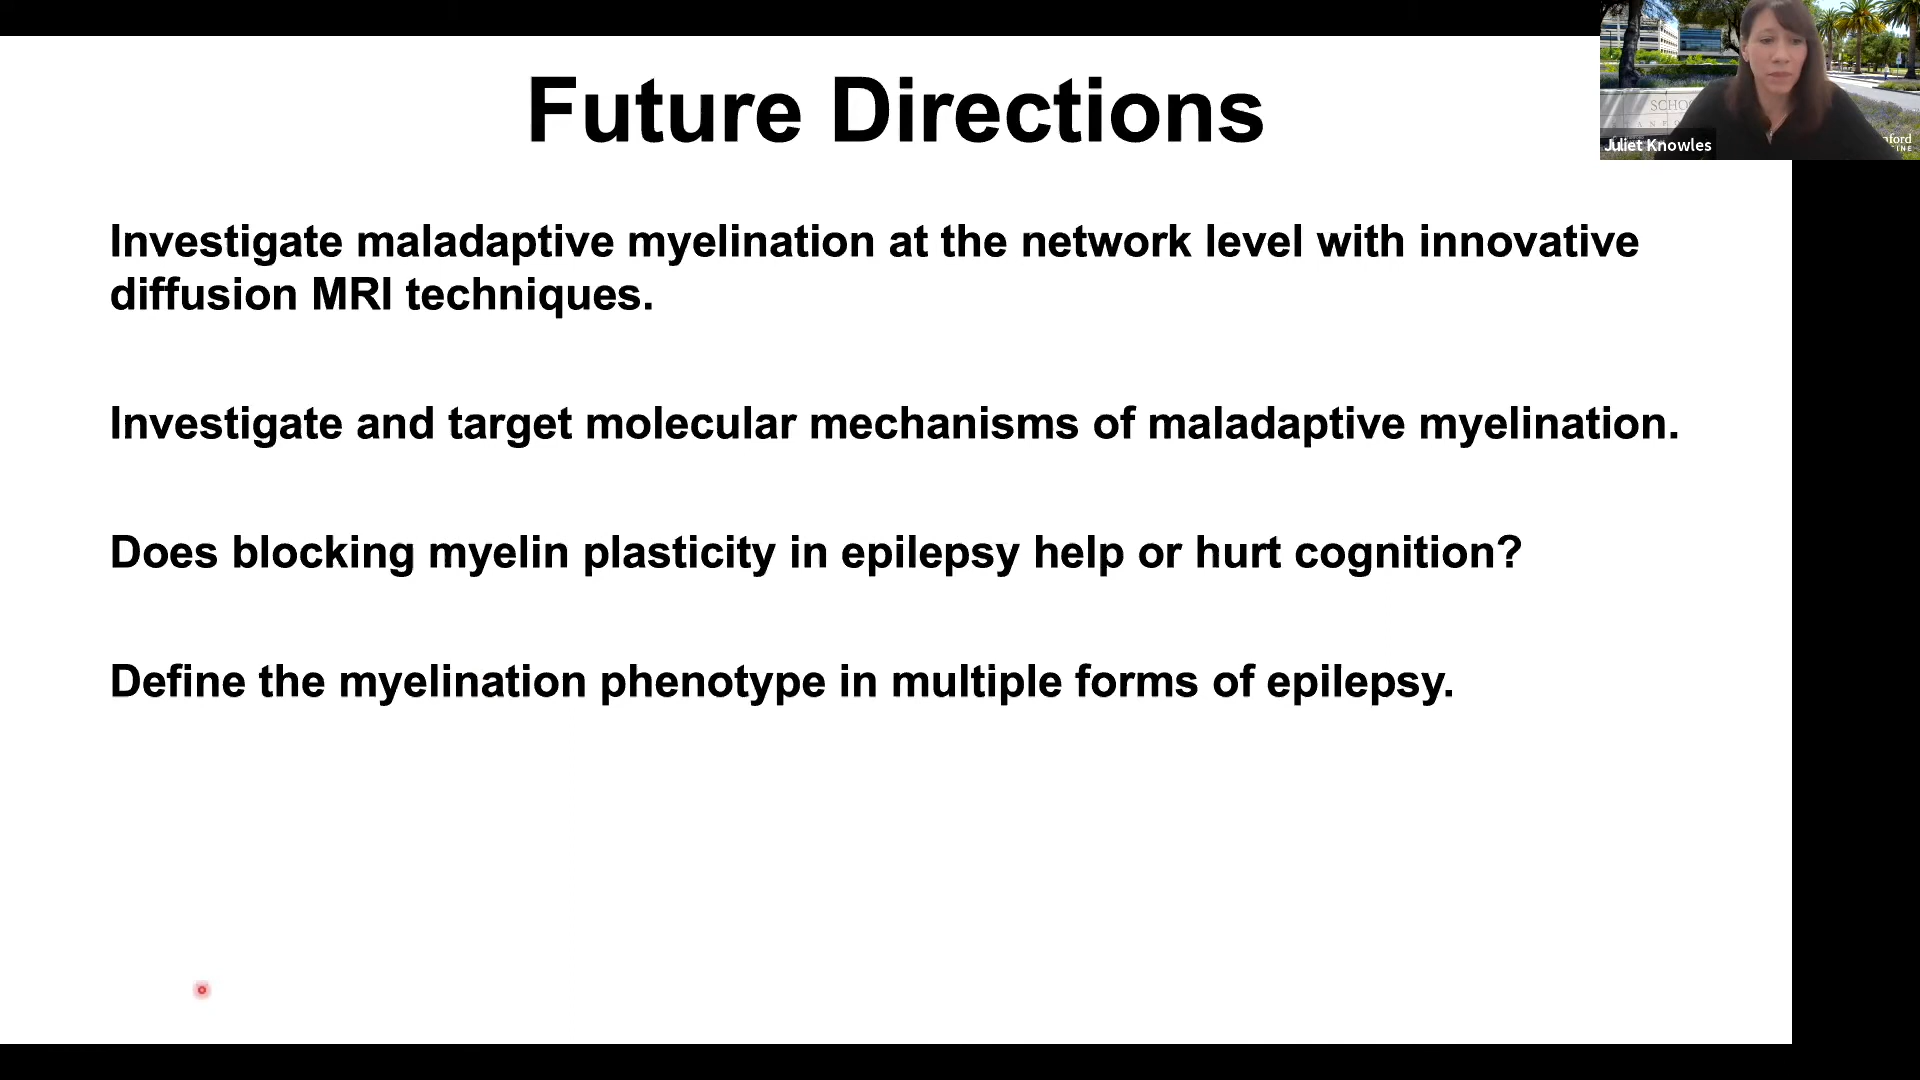 Future Directions
Investigate maladaptive myelination at the network level with innovative
diffusion MRI techniques.
Investigate and target molecular mechanisms of maladaptive myelination.
Does blocking myelin plasticity in epilepsy help or hurt cognition?
Define the myelination phenotype in multiple forms of epilepsy.
Juliet Knowles